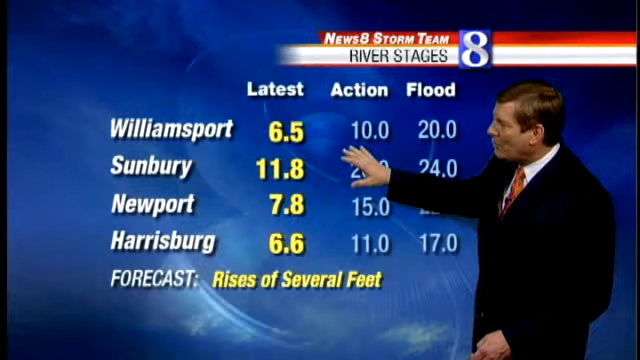 NEWS8 STORM TEAM
8
RIVER STAGES
Latest Action Flood
Williamsport 6.5 10.0 20.0
Sunbury 11.8 24.0
Newport 7.8 15.0
Harrisburg 6.6 11.0 17.0
FORECAST: Rises of Several Feet